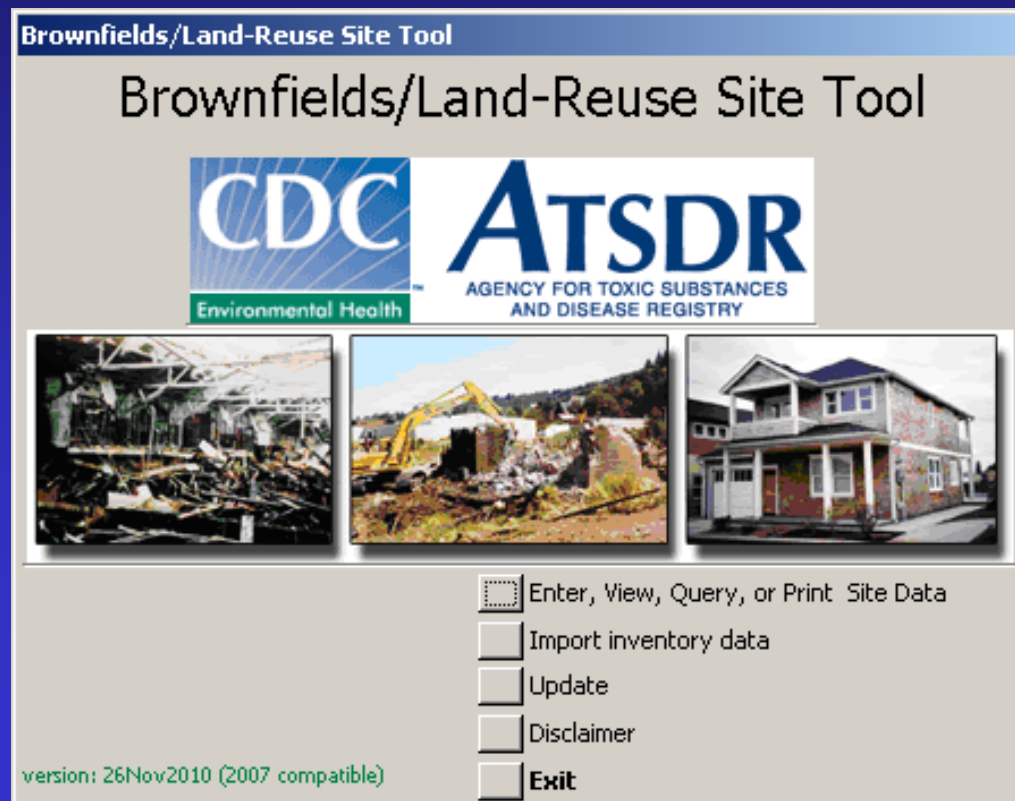 Brownfields/Land-Reuse Site Tool
Brownfields/Land-Reuse Site Tool
CDC
™
Environmental Health
ATSDR
AGENCY FOR TOXIC SUBSTANCES
AND DISEASE REGISTRY
Enter, View, Query, or Print Site Data
Import inventory data
Update
Disclaimer
version: 26Nov2010 (2007 compatible)
Exit